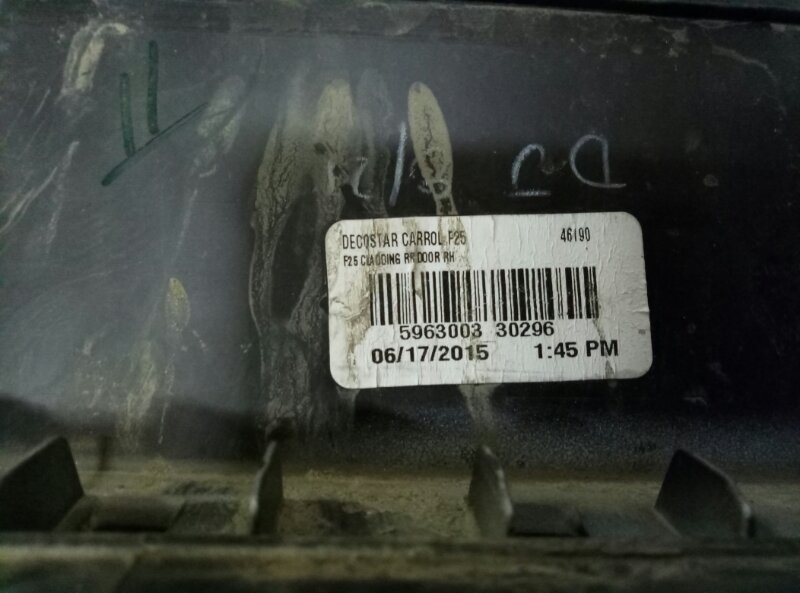 DECOSTAR CARROL F25 46190
F25 CLADDING RR DOOR RH
5963003 30296
06/17/2015 1:45 PM